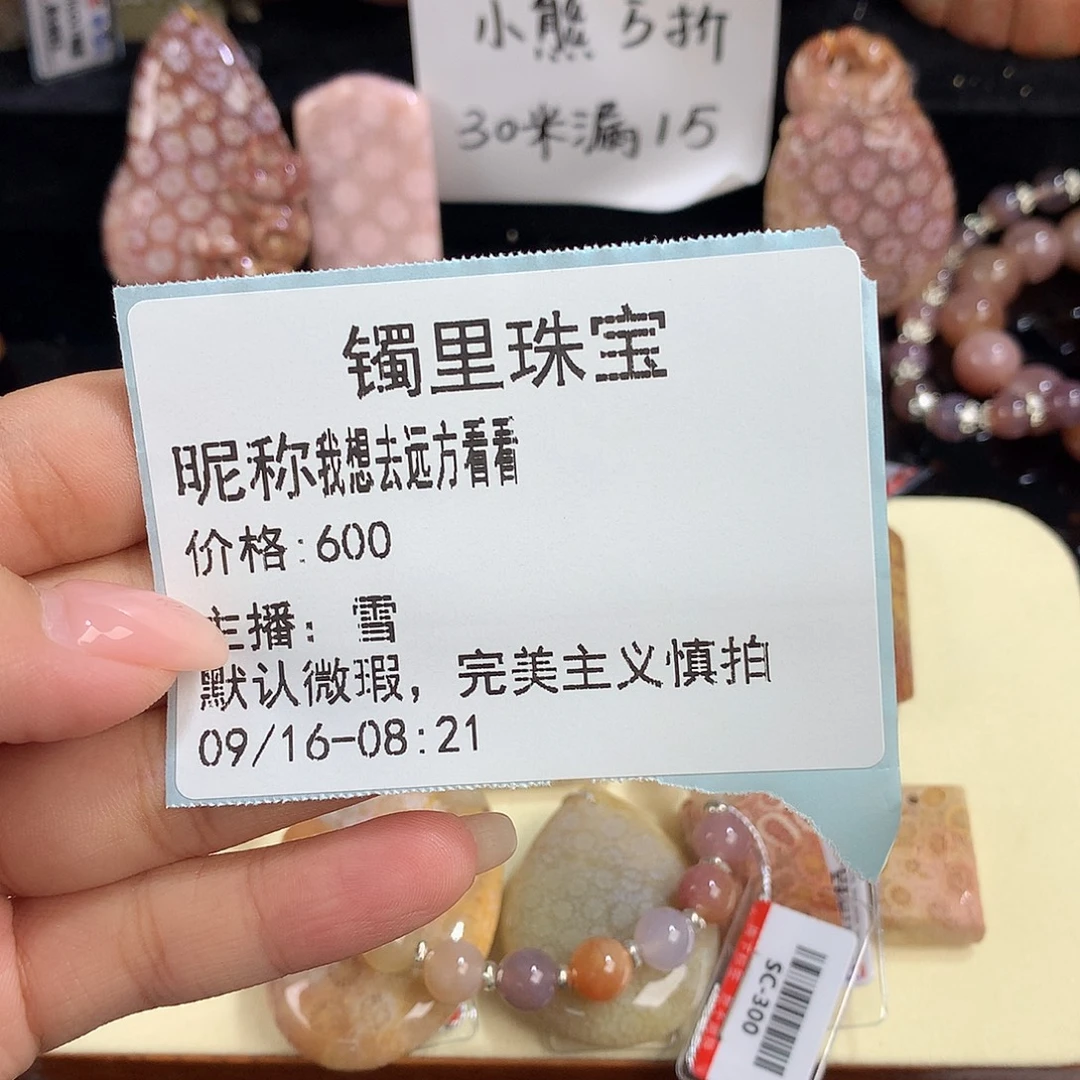 小熊5折
30米漏15
镯里珠宝
昵称我想去远方看看
价格:600
主播：雪
默认微瑕，完美主义慎拍
09/16-08:21
SC-300